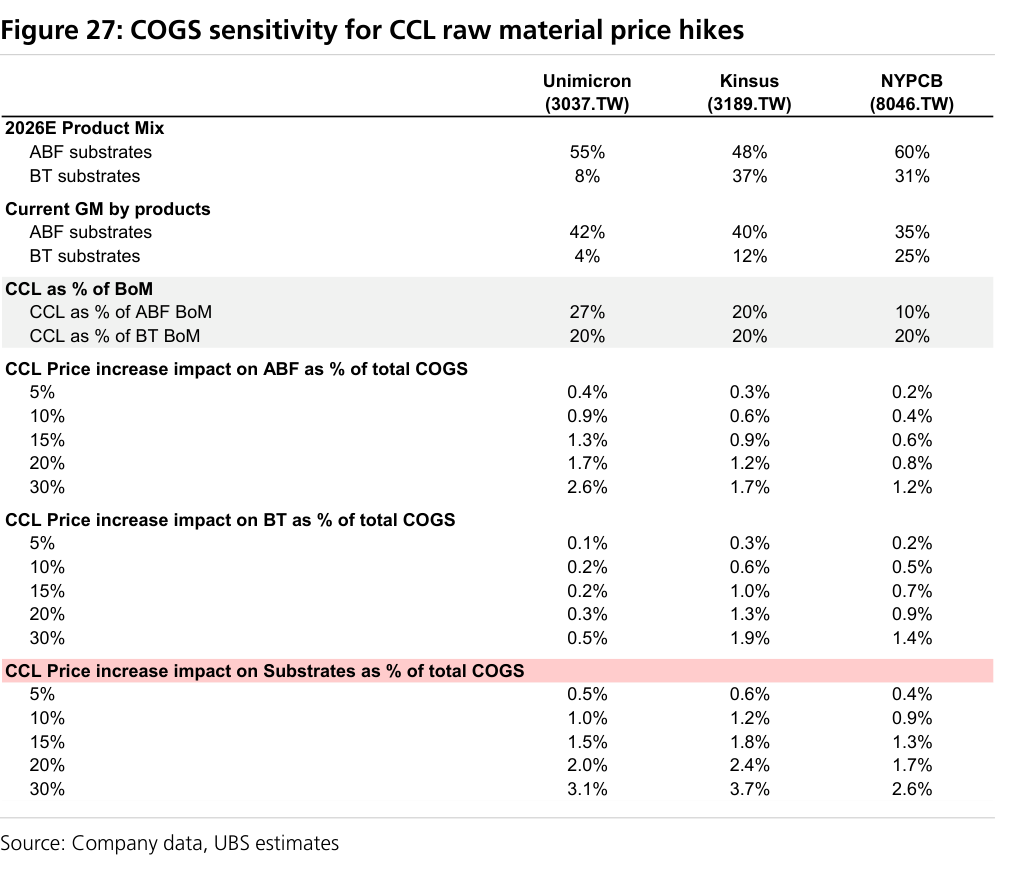 Figure 27: COGS sensitivity for CCL raw material price hikes
Unimicron Kinsus NYPCB
(3037.TW) (3189.TW) (8046.TW)
2026E Product Mix
ABF substrates 55% 48% 60%
BT substrates 8% 37% 31%
Current GM by products
ABF substrates 42% 40% 35%
BT substrates 4% 12% 25%
CCL as % of BoM
CCL as % of ABF BoM 27% 20% 10%
CCL as % of BT BoM 20% 20% 20%
CCL Price increase impact on ABF as % of total COGS
5% 0.4% 0.3% 0.2%
10% 0.9% 0.6% 0.4%
15% 1.3% 0.9% 0.6%
20% 1.7% 1.2% 0.8%
30% 2.6% 1.7% 1.2%
CCL Price increase impact on BT as % of total COGS
5% 0.1% 0.3% 0.2%
10% 0.2% 0.6% 0.5%
15% 0.2% 1.0% 0.7%
20% 0.3% 1.3% 0.9%
30% 0.5% 1.9% 1.4%
CCL Price increase impact on Substrates as % of total COGS
5% 0.5% 0.6% 0.4%
10% 1.0% 1.2% 0.9%
15% 1.5% 1.8% 1.3%
20% 2.0% 2.4% 1.7%
30% 3.1% 3.7% 2.6%
Source: Company data, UBS estimates